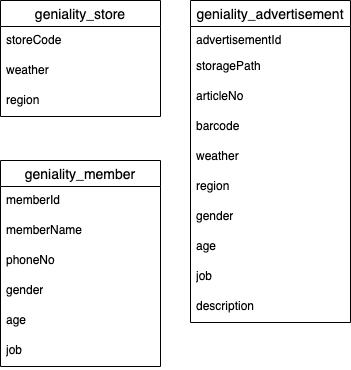 geniality_store
storeCode
weather
region
geniality_member
memberId
memberName
phoneNo
gender
age
job
geniality_advertisement
advertisementId
storagePath
articleNo
barcode
weather
region
gender
age
job
description